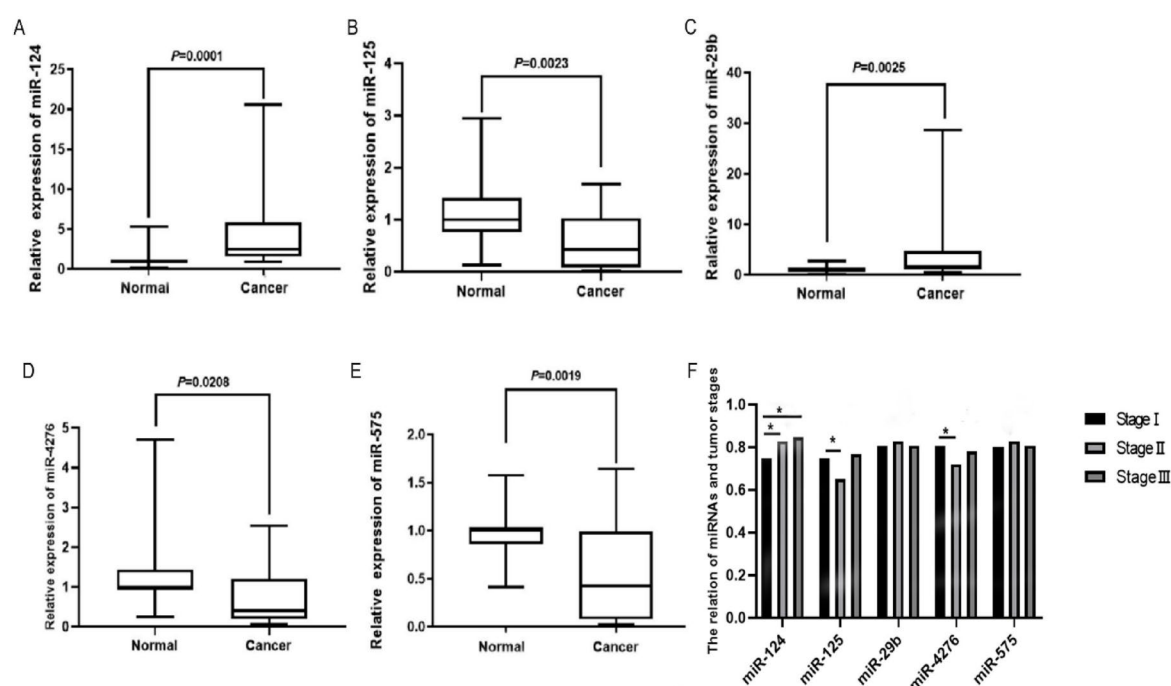 A
Relative expression of miR-124
P=0.0001
25
20
15
10
5
0
Normal
Cancer
B
Relative expression of miR-125
P=0.0023
4
3
2
1
0
Normal
Cancer
C
Ralative expression of miR-29b
P=0.0025
40
30
20
10
0
Normal
Cancer
D
Relative expression of miR-4276
P=0.0208
5
4
3
2
1
0
Normal
Cancer
E
Relative expression of miR-575
P=0.0019
2.0
1.5
1.0
0.5
0.0
Normal
Cancer
F
The relation of miRNAs and tumor stages
1.0
0.8
0.6
0.4
0.2
0.0
*
*
*
*
miR-124
miR-125
miR-29b
miR-4276
miR-575
Stage Ⅰ
Stage Ⅱ
Stage Ⅲ